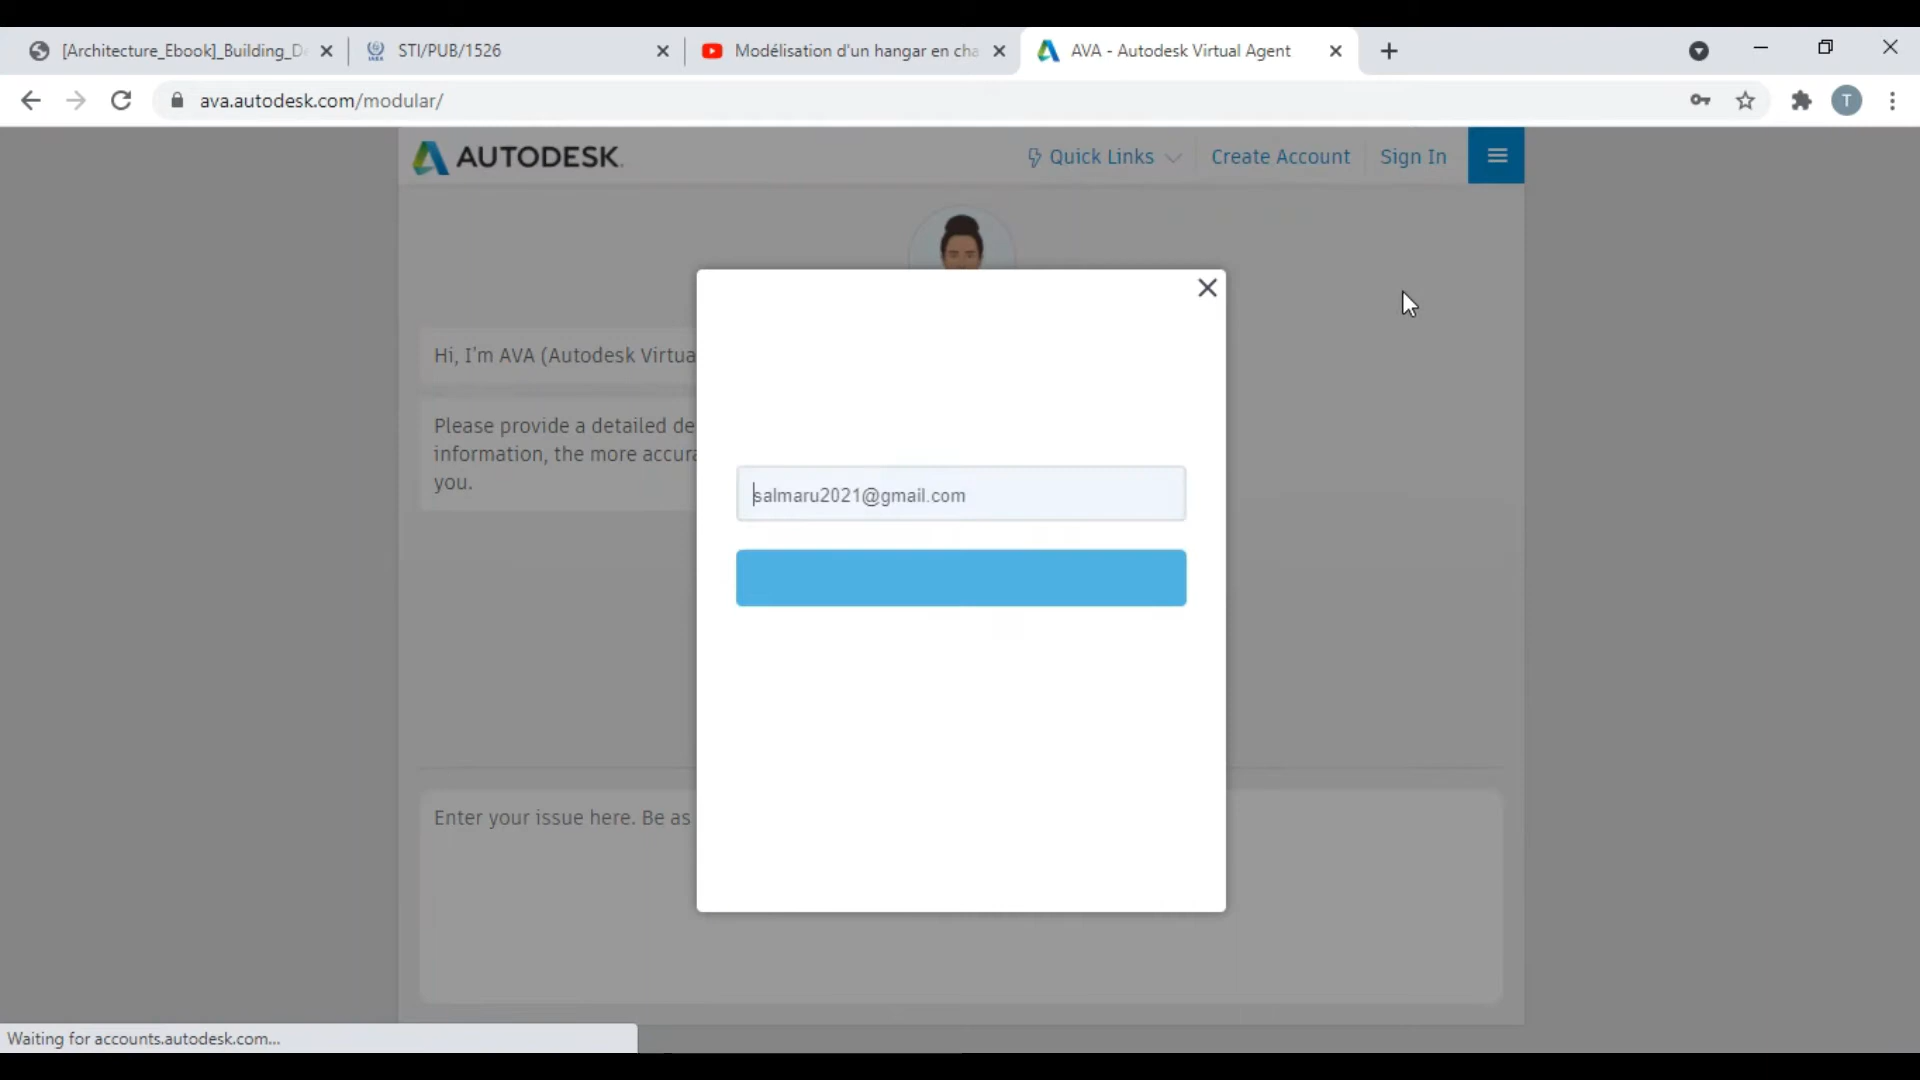 [Architecture_Ebook]_Building_De
STI/PUB/1526
Modélisation d'un hangar en cha
AVA - Autodesk Virtual Agent
ava.autodesk.com/modular/
T
AUTODESK.
Quick Links
Create Account
Sign In
Hi, I'm AVA (Autodesk Virtua
Please provide a detailed de
information, the more accura
you.
salmaru2021@gmail.com
Enter your issue here. Be as
Waiting for accounts.autodesk.com...